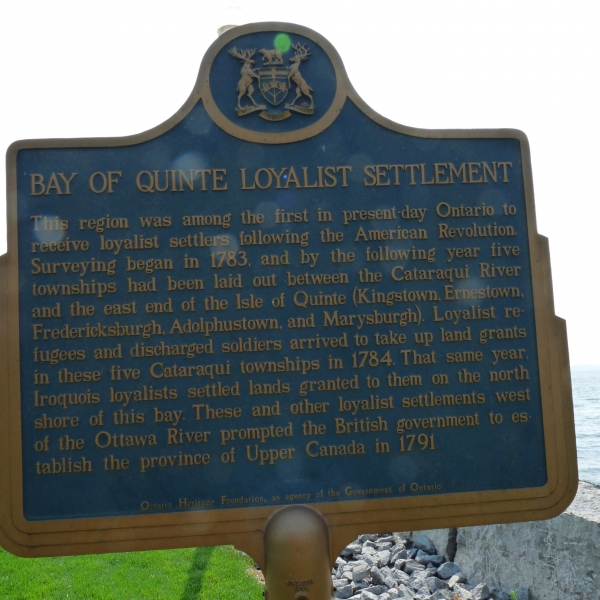 BAY OF QUINTE LOYALIST SETTLEMENT
This region was among the first in present-day Ontario to
receive loyalist settlers following the American Revolution.
Surveying began in 1783, and by the following year five
townships had been laid out between the Cataraqui River
and the east end of the Isle of Quinte (Kingstown, Ernestown,
Fredericksburgh, Adolphustown, and Marysburgh). Loyalist re-
fugees and discharged soldiers arrived to take up land grants
in these five Cataraqui townships in 1784. That same year,
Iroquois loyalists settled lands granted to them on the north
shore of this bay. These and other loyalist settlements west
of the Ottawa River prompted the British government to es-
tablish the province of Upper Canada in 1791
Ontario Heritage Foundation, an agency of the Government of Ontario